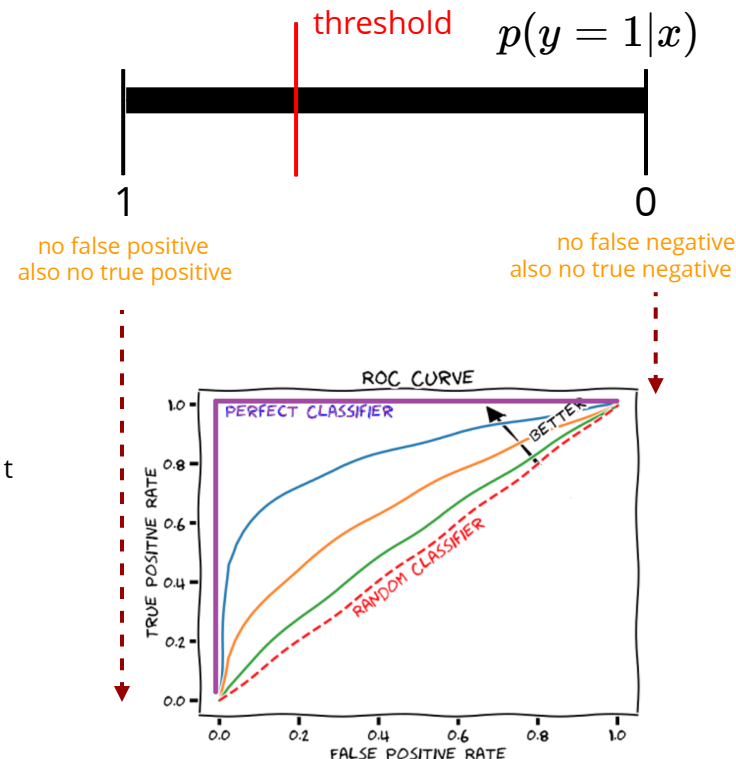 threshold
p(y = 1|x)
1
0
no false positive
also no true positive
no false negative
also no true negative
ROC CURVE
1.0
PERFECT CLASSIFIER
BETTER
t
0.8
0.6
0.4
0.2
0.0
TRUE POSITIVE RATE
RANDOM CLASSIFIER
0.0 0.2 0.4 0.6 0.8 1.0
FALSE POSITIVE RATE